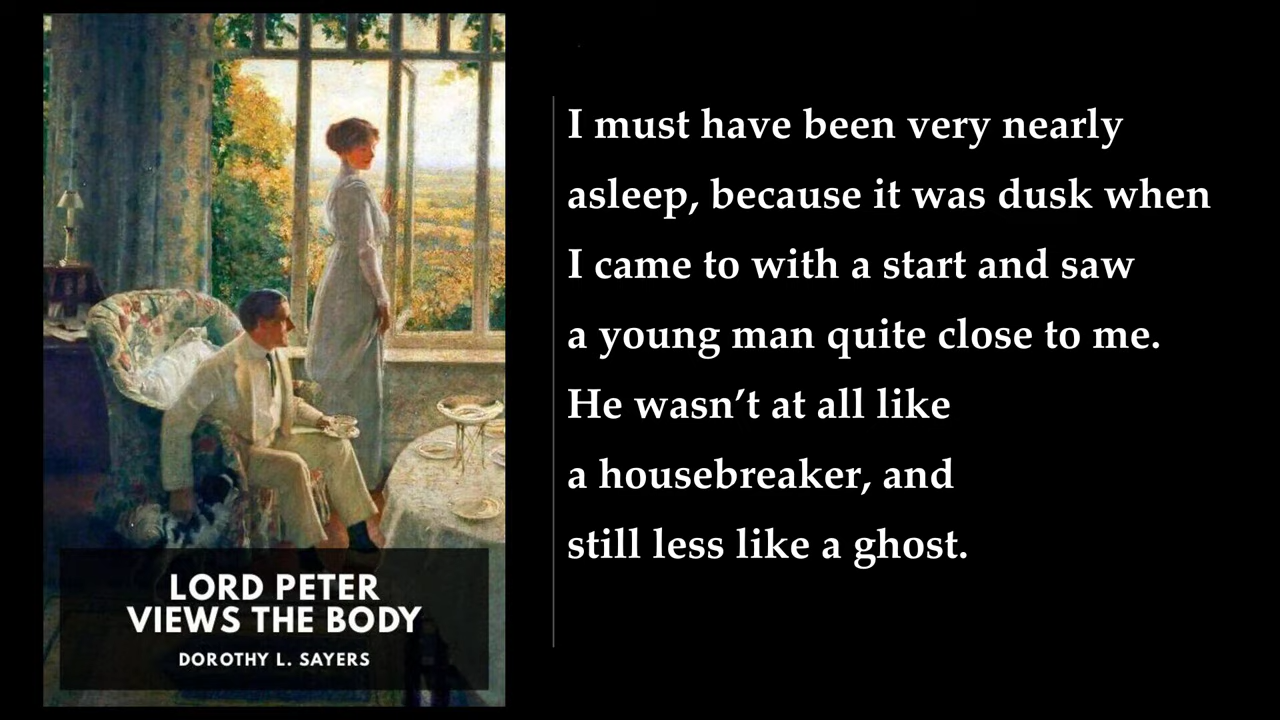 I must have been very nearly
asleep, because it was dusk when
I came to with a start and saw
a young man quite close to me.
He wasn’t at all like
a housebreaker, and
still less like a ghost.
LORD PETER
VIEWS THE BODY
DOROTHY L. SAYERS